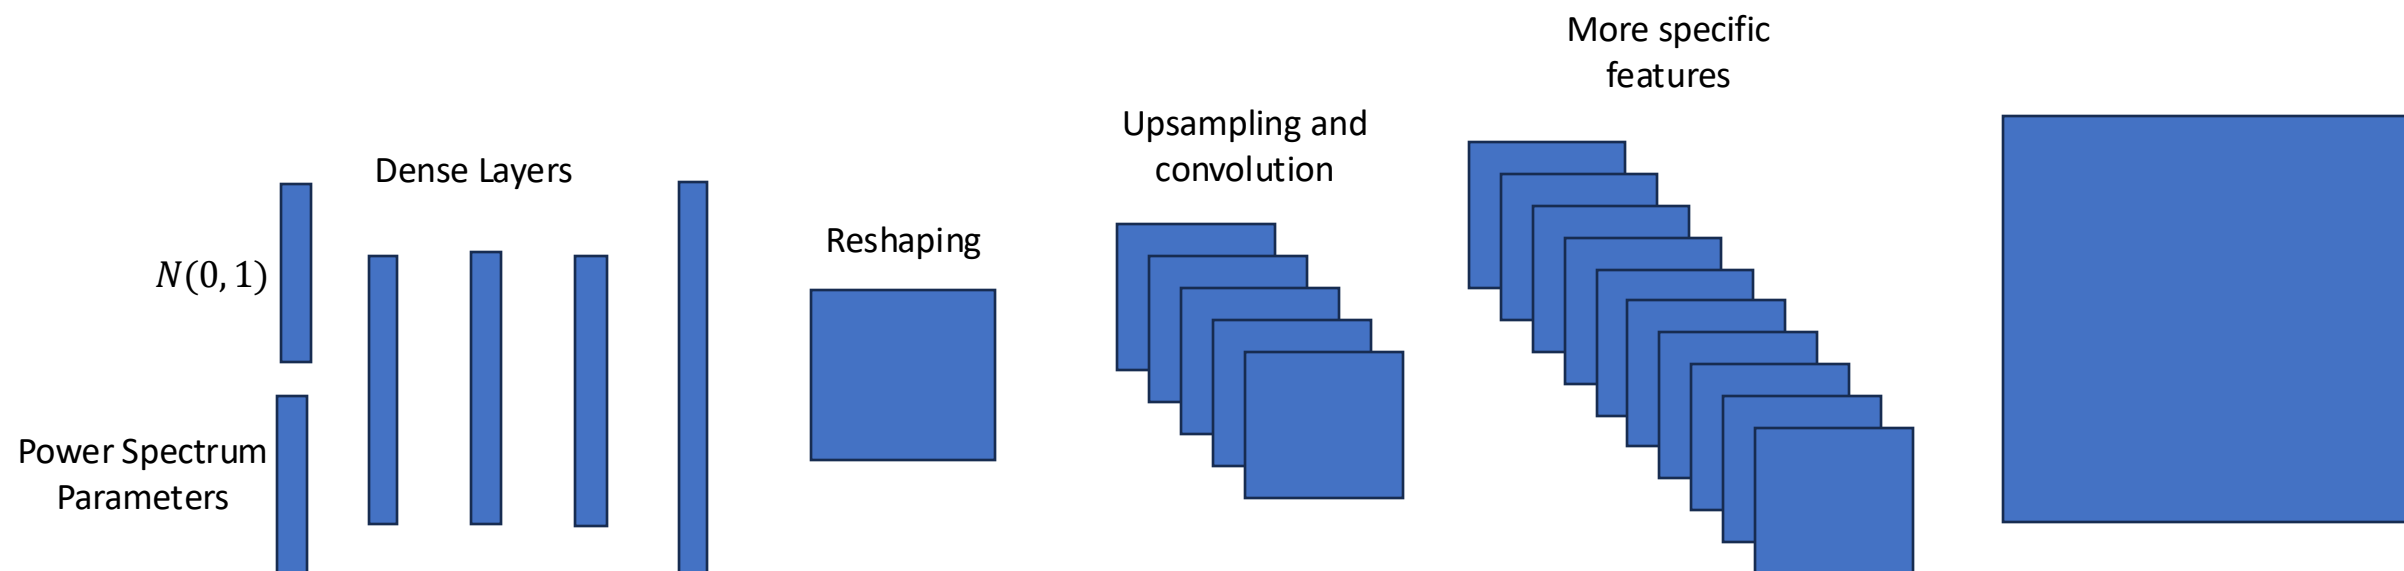 N(0, 1)
Power Spectrum
Parameters
Dense Layers
Reshaping
Upsampling and
convolution
More specific
features